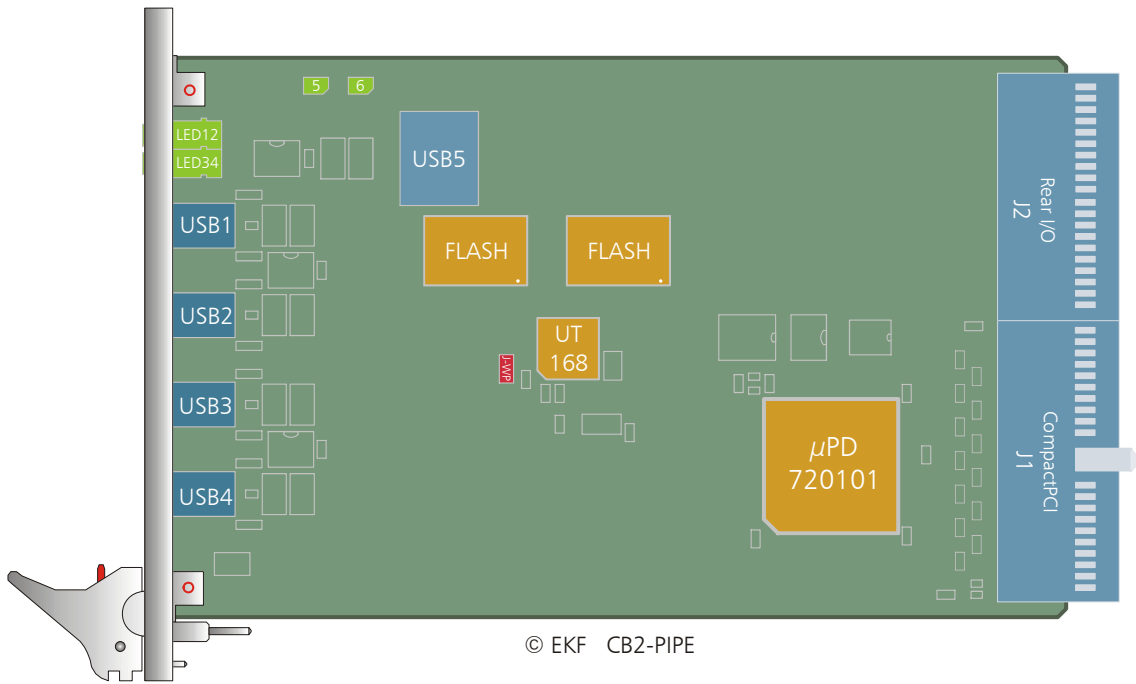 5
6
LED12
LED34
USB5
USB1
FLASH
FLASH
Rear I/O
J2
USB2
UT
168
J-WP
USB3
µPD
720101
CompactPCI
J1
USB4
© EKF CB2-PIPE